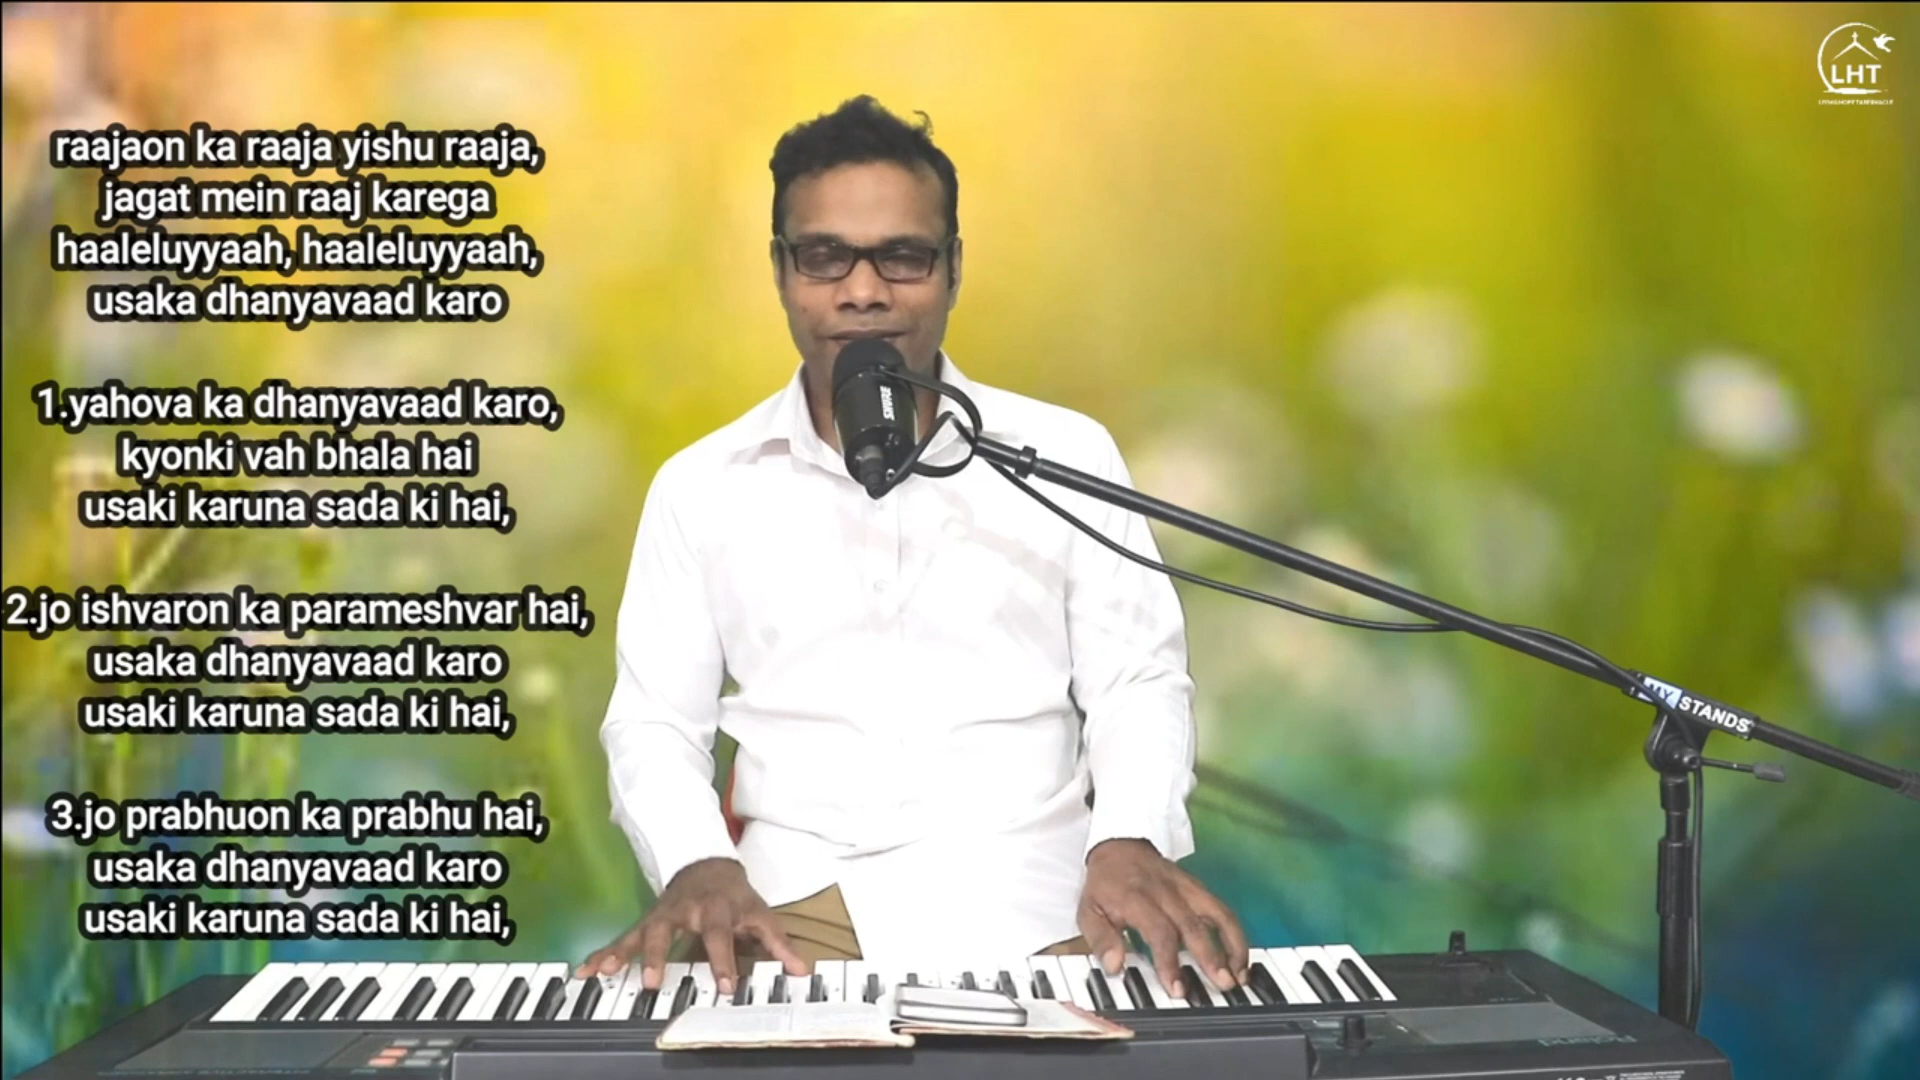 raajaon ka raaja yishu raaja,
jagat mein raaj karega
haaleluyyaah, haaleluyyaah,
usaka dhanyavaad karo
1.yahova ka dhanyavaad karo,
kyonki vah bhala hai
usaki karuna sada ki hai,
2.jo ishvaron ka parameshvar hai,
usaka dhanyavaad karo
usaki karuna sada ki hai,
3.jo prabhuon ka prabhu hai,
usaka dhanyavaad karo
usaki karuna sada ki hai,
LHT
SHURE
MY STANDS
Roland